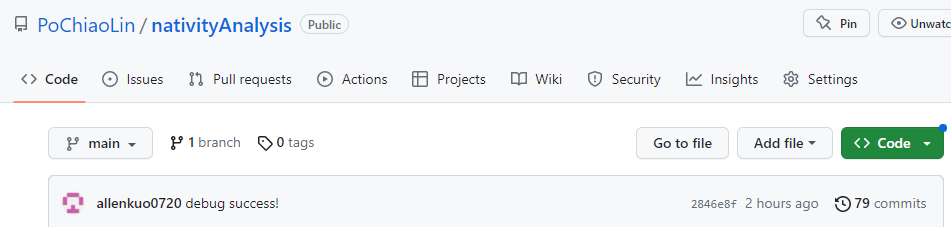 PoChiaoLin / nativityAnalysis Public Pin Unwatc
Code Issues Pull requests Actions Projects Wiki Security Insights Settings
main 1 branch 0 tags Go to file Add file Code
allenkuo0720 debug success! 2846e8f 2 hours ago 79 commits